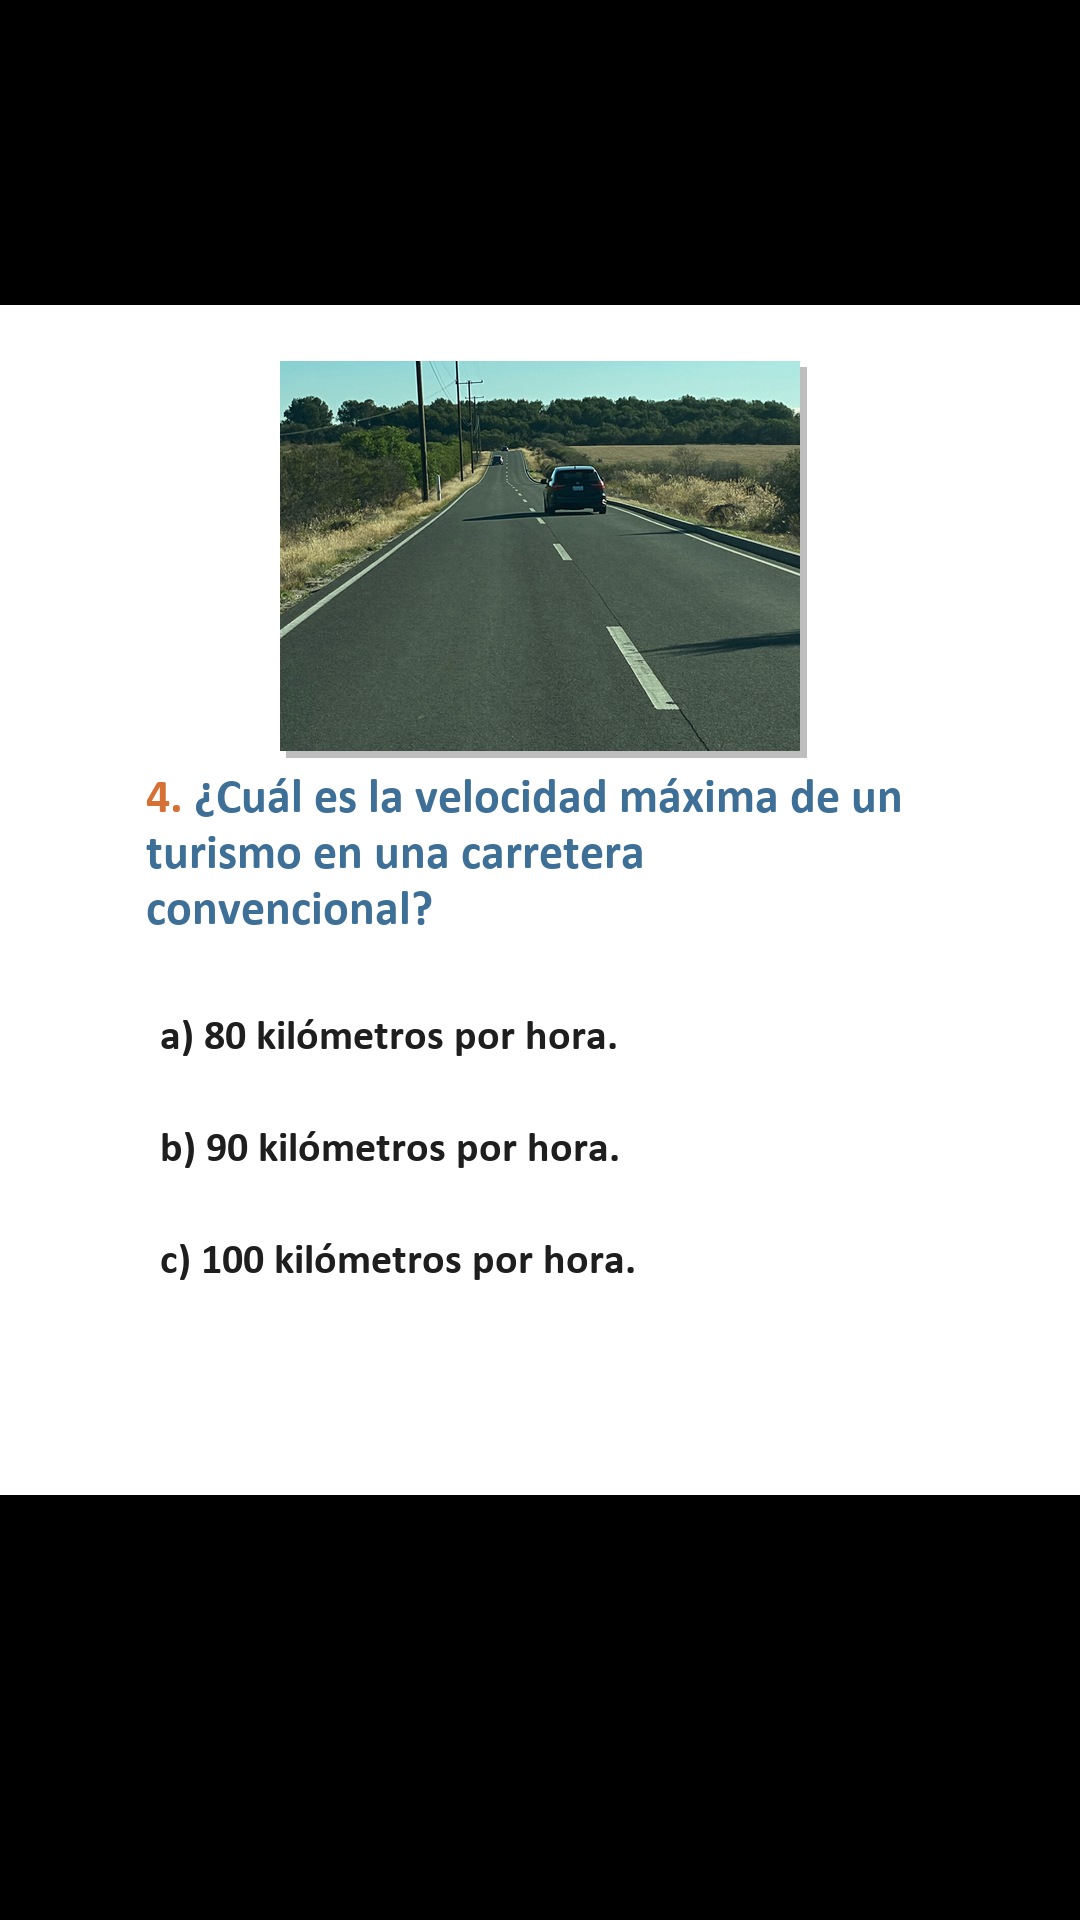 4. ¿Cuál es la velocidad máxima de un
turismo en una carretera
convencional?
a) 80 kilómetros por hora.
b) 90 kilómetros por hora.
c) 100 kilómetros por hora.